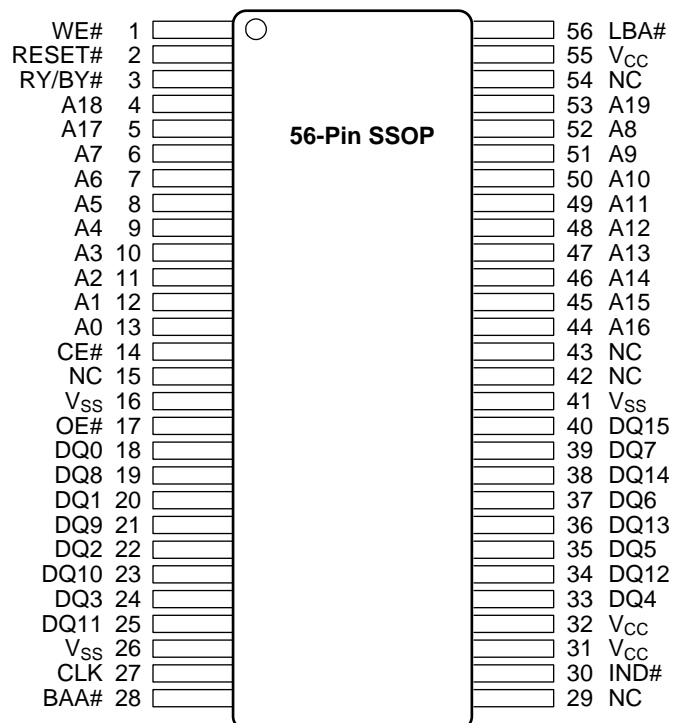 WE# 1 56 LBA#
RESET# 2 55 VCC
RY/BY# 3 54 NC
A18 4 53 A19
A17 5 52 A8
56-Pin SSOP
A7 6 51 A9
A6 7 50 A10
A5 8 49 A11
A4 9 48 A12
A3 10 47 A13
A2 11 46 A14
A1 12 45 A15
A0 13 44 A16
CE# 14 43 NC
NC 15 42 NC
VSS 16 41 VSS
OE# 17 40 DQ15
DQ0 18 39 DQ7
DQ8 19 38 DQ14
DQ1 20 37 DQ6
DQ9 21 36 DQ13
DQ2 22 35 DQ5
DQ10 23 34 DQ12
DQ3 24 33 DQ4
DQ11 25 32 VCC
VSS 26 31 VCC
CLK 27 30 IND#
BAA# 28 29 NC